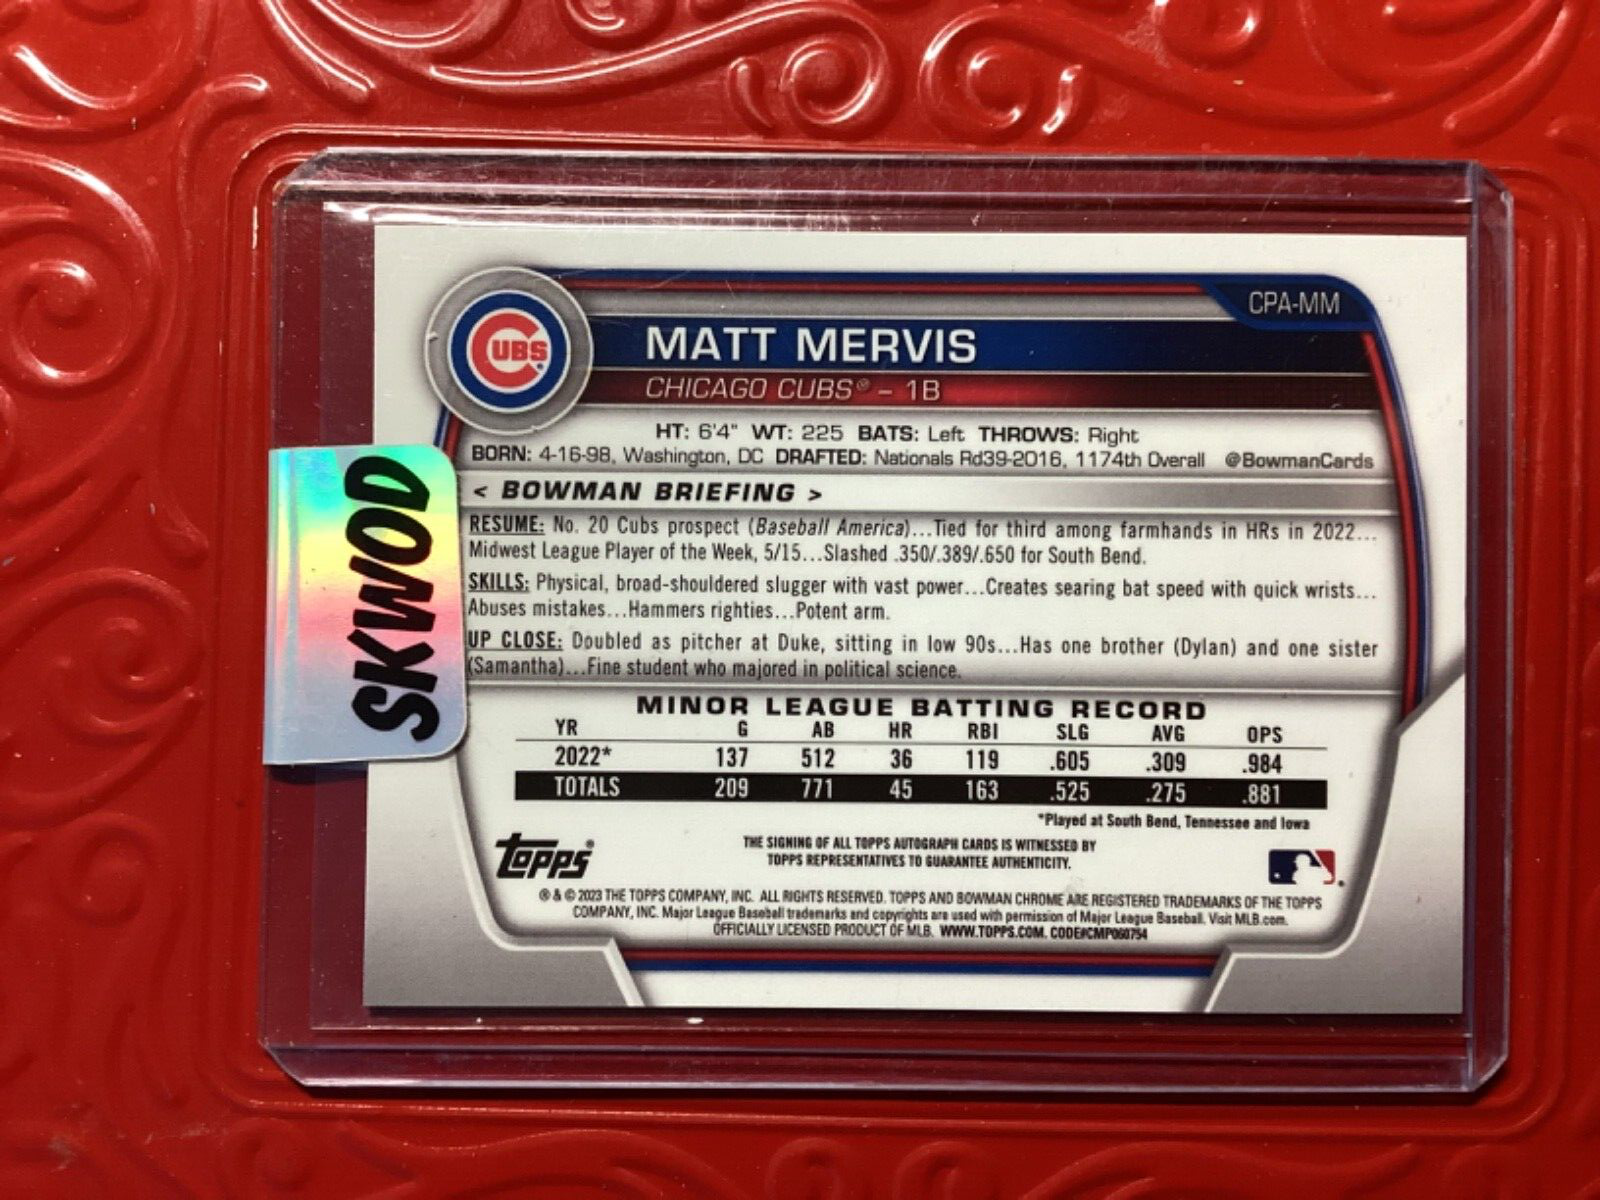 CPA-MM
CUBS
MATT MERVIS
CHICAGO CUBS® – 1B
HT: 6'4" WT: 225 BATS: Left THROWS: Right
BORN: 4-16-98, Washington, DC DRAFTED: Nationals Rd39-2016, 1174th Overall @BowmanCards
< BOWMAN BRIEFING >
RESUME: No. 20 Cubs prospect (Baseball America)...Tied for third among farmhands in HRs in 2022...
Midwest League Player of the Week, 5/15...Slashed .350/.389/.650 for South Bend.
SKILLS: Physical, broad-shouldered slugger with vast power...Creates searing bat speed with quick wrists...
Abuses mistakes...Hammers righties...Potent arm.
UP CLOSE: Doubled as pitcher at Duke, sitting in low 90s...Has one brother (Dylan) and one sister
(Samantha)...Fine student who majored in political science.
SKWOD
MINOR LEAGUE BATTING RECORD
YR G AB HR RBI SLG AVG OPS
2022* 137 512 36 119 .605 .309 .984
TOTALS 209 771 45 163 .525 .275 .881
*Played at South Bend, Tennessee and Iowa
Topps®
THE SIGNING OF ALL TOPPS AUTOGRAPH CARDS IS WITNESSED BY
TOPPS REPRESENTATIVES TO GUARANTEE AUTHENTICITY.
® & © 2023 THE TOPPS COMPANY, INC. ALL RIGHTS RESERVED. TOPPS AND BOWMAN CHROME ARE REGISTERED TRADEMARKS OF THE TOPPS
COMPANY, INC. Major League Baseball trademarks and copyrights are used with permission of Major League Baseball. Visit MLB.com.
OFFICIALLY LICENSED PRODUCT OF MLB. WWW.TOPPS.COM. CODE#CMP060754